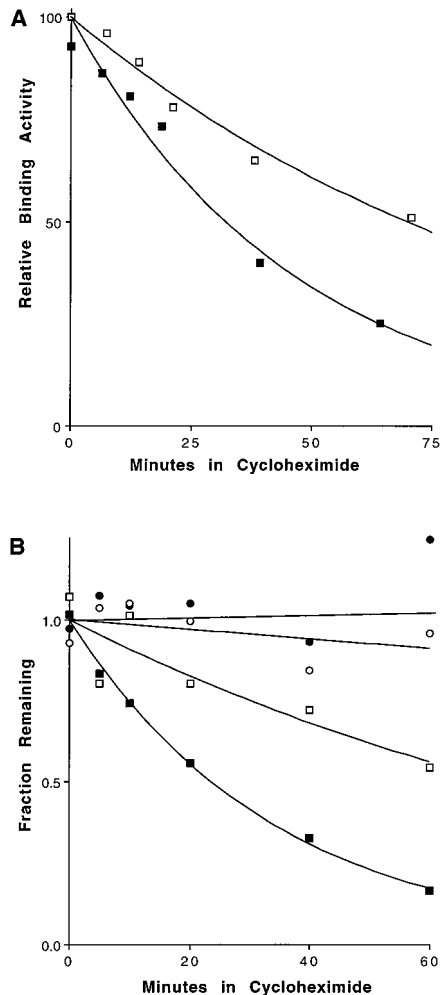 A
100
50
0
Relative Binding Activity
0 25 50 75
Minutes in Cycloheximide
B
1.0
0.5
0.0
Fraction Remaining
0 20 40 60
Minutes in Cycloheximide